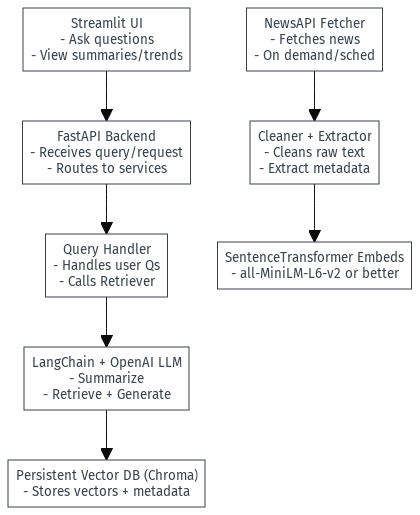 Streamlit UI
- Ask questions
- View summaries/trends
FastAPI Backend
- Receives query/request
- Routes to services
Query Handler
- Handles user Qs
- Calls Retriever
LangChain + OpenAI LLM
- Summarize
- Retrieve + Generate
Persistent Vector DB (Chroma)
- Stores vectors + metadata
NewsAPI Fetcher
- Fetches news
- On demand/sched
Cleaner + Extractor
- Cleans raw text
- Extract metadata
SentenceTransformer Embeds
- all-MiniLM-L6-v2 or better